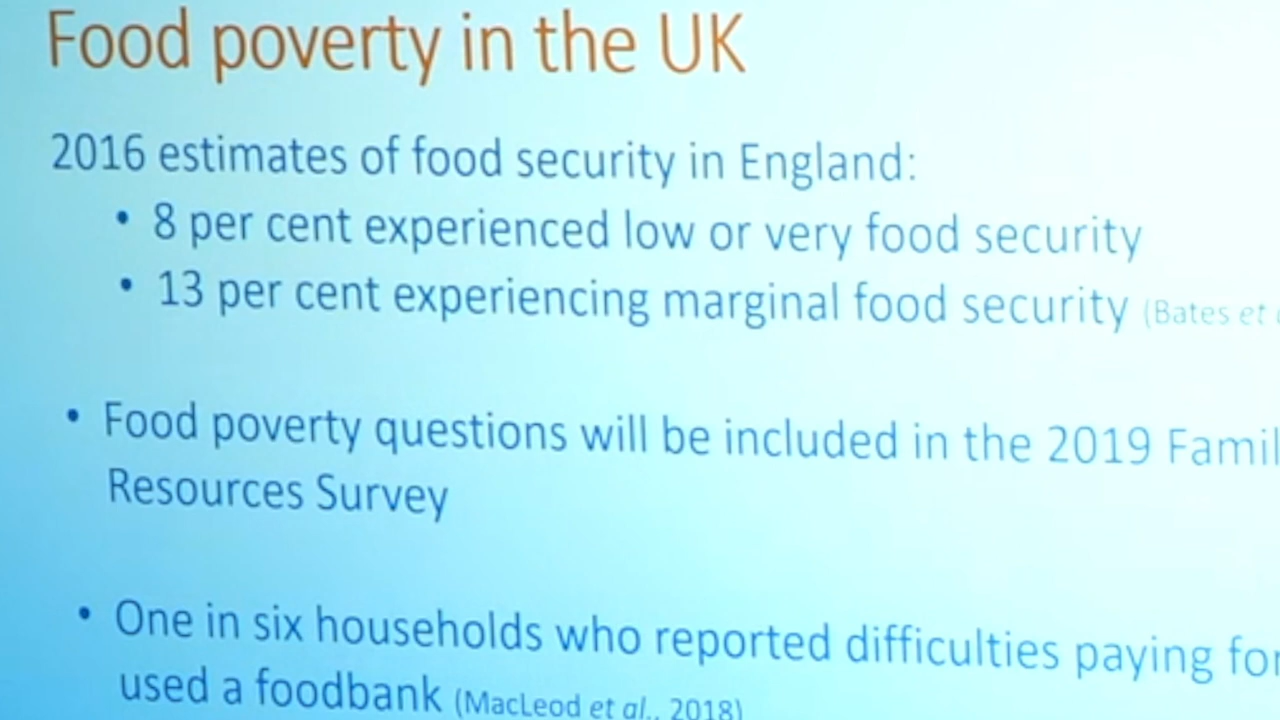 Food poverty in the UK
2016 estimates of food security in England:
• 8 per cent experienced low or very food security
• 13 per cent experiencing marginal food security (Bates et
• Food poverty questions will be included in the 2019 Famil
Resources Survey
• One in six households who reported difficulties paying for
used a foodbank (MacLeod et al., 2018)